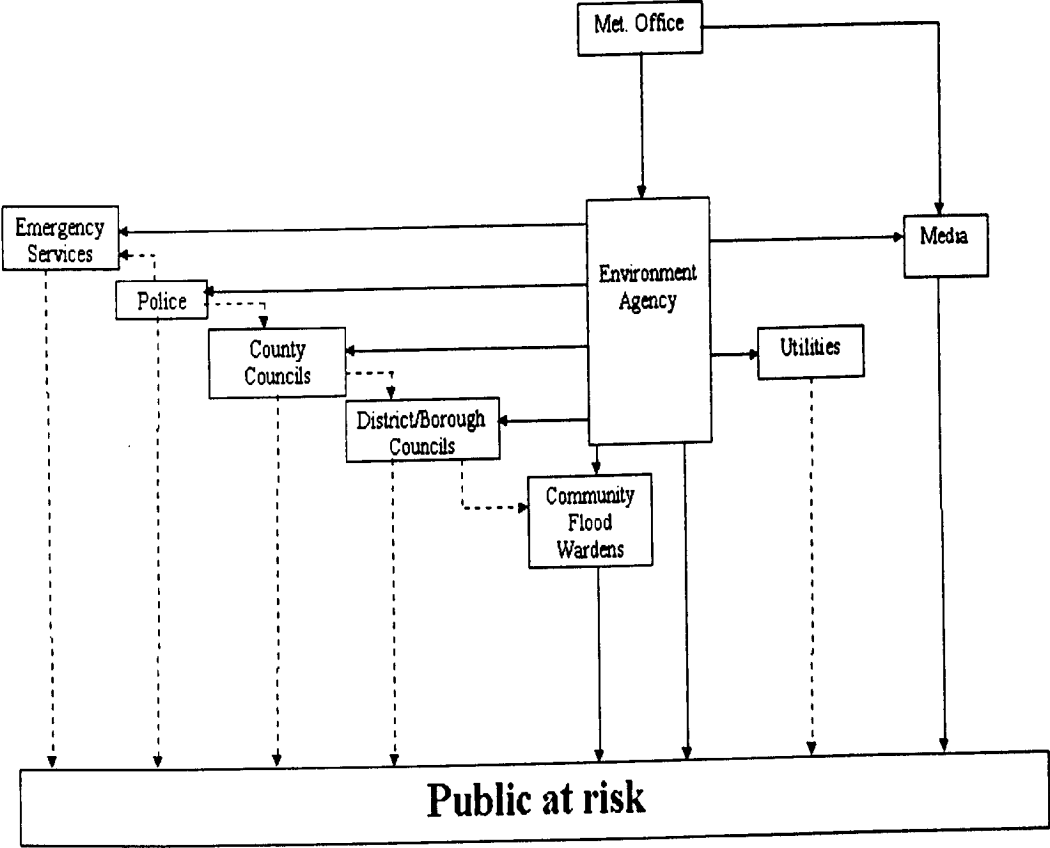 Met. Office
Emergency
Services
Media
Environment
Agency
Police
County
Councils
Utilities
District/Borough
Councils
Community
Flood
Wardens
Public at risk